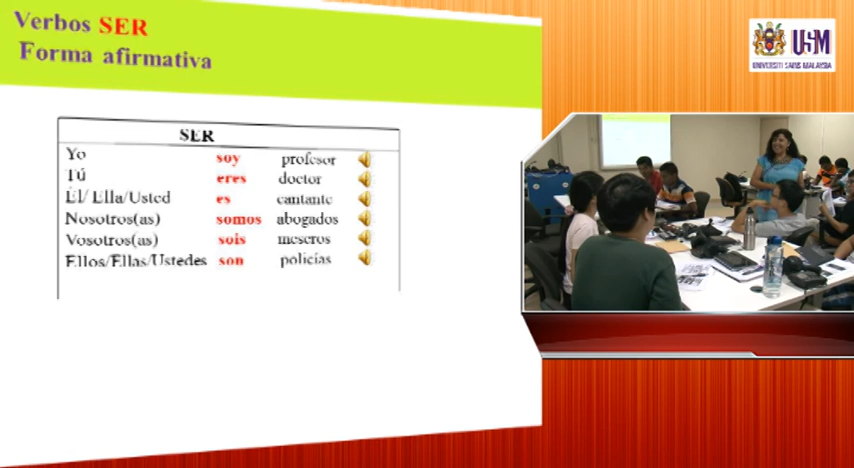 Verbos SER
Forma afirmativa
SER
Yo soy profesor
Tú eres doctor
Él/ Ella/Usted es cantante
Nosotros(as) somos abogados
Vosotros(as) sois meseros
Ellos/Ellas/Ustedes son policías
USM
UNIVERSITI SAINS MALAYSIA